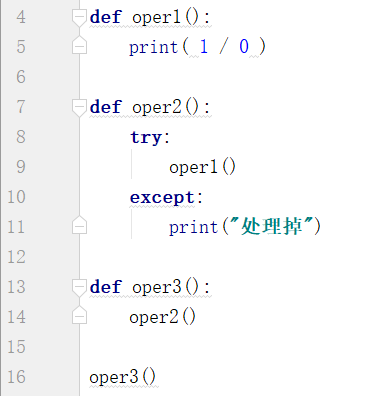 4 def oper1():
5     print( 1 / 0 )
6
7 def oper2():
8     try:
9         oper1()
10     except:
11         print("处理掉")
12
13 def oper3():
14     oper2()
15
16 oper3()